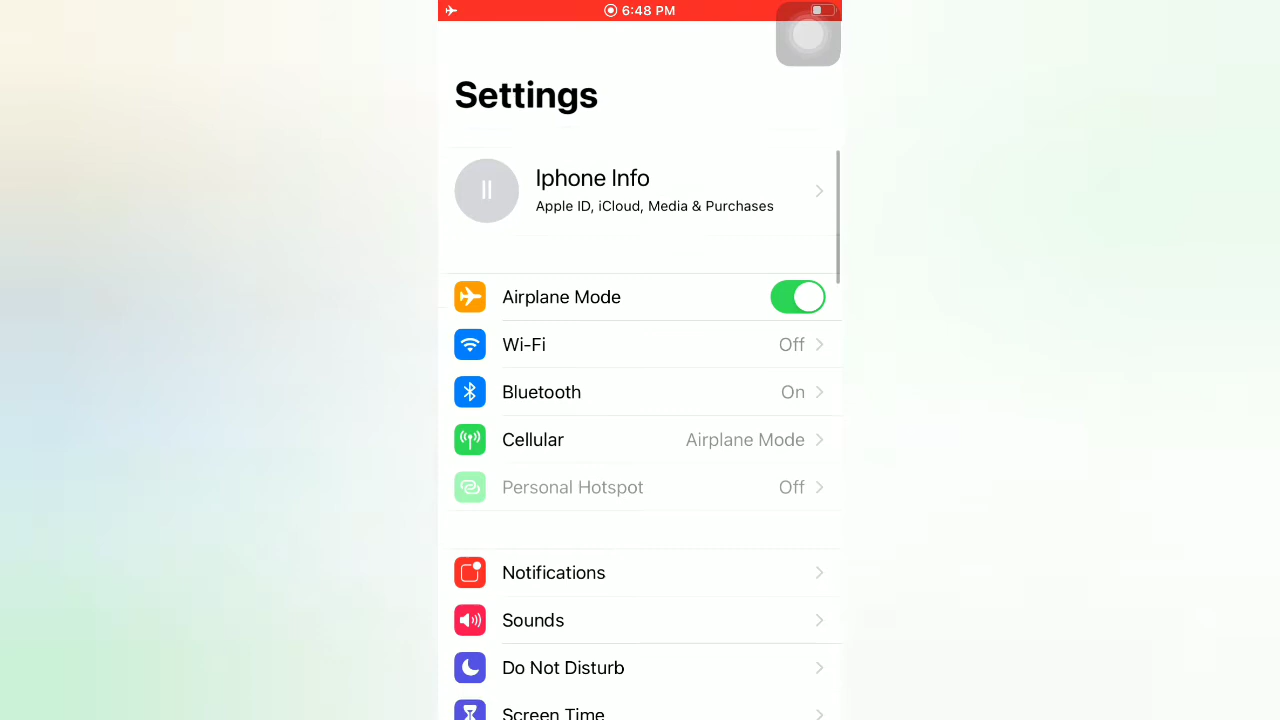 6:48 PM
Settings
II
Iphone Info
Apple ID, iCloud, Media & Purchases
Airplane Mode
Wi-Fi Off
Bluetooth On
Cellular Airplane Mode
Personal Hotspot Off
Notifications
Sounds
Do Not Disturb
Screen Time